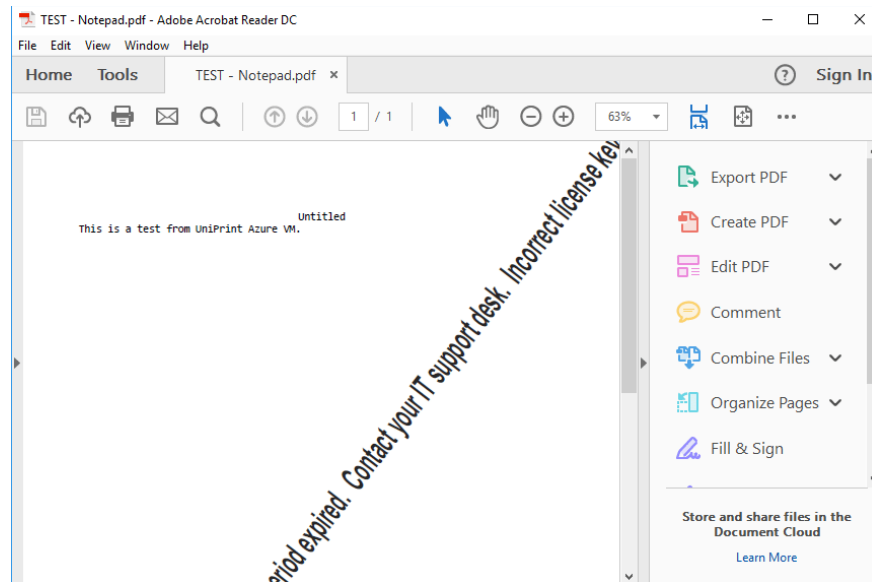 TEST - Notepad.pdf - Adobe Acrobat Reader DC
File Edit View Window Help
Home Tools TEST - Notepad.pdf × ? Sign In
1 / 1 63%
Untitled
This is a test from UniPrint Azure VM.
eriod expired. Contact your IT support desk. Incorrect license key
Export PDF
Create PDF
Edit PDF
Comment
Combine Files
Organize Pages
Fill & Sign
Store and share files in the
Document Cloud
Learn More